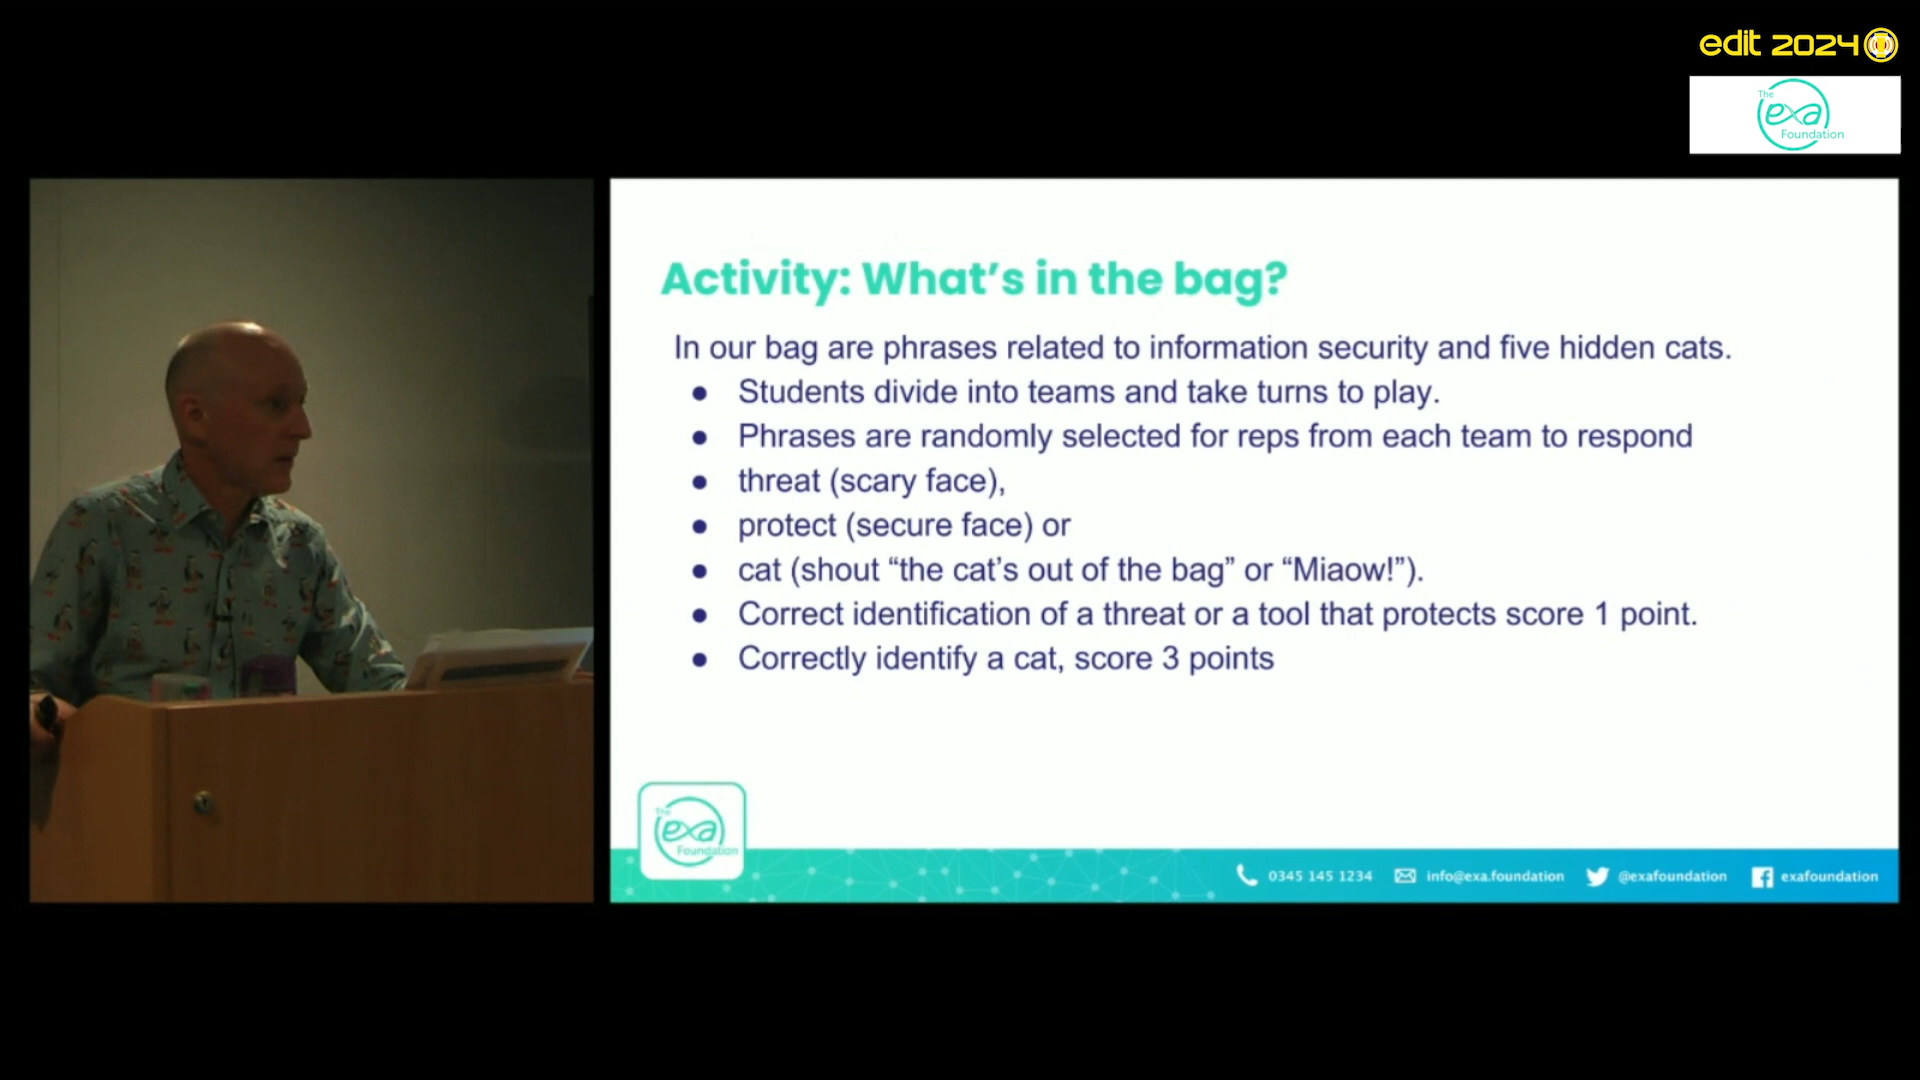 edit 2024
The
exa
Foundation
Activity: What's in the bag?
In our bag are phrases related to information security and five hidden cats.
● Students divide into teams and take turns to play.
● Phrases are randomly selected for reps from each team to respond
● threat (scary face),
● protect (secure face) or
● cat (shout “the cat's out of the bag” or “Miaow!”).
● Correct identification of a threat or a tool that protects score 1 point.
● Correctly identify a cat, score 3 points
The
exa
Foundation
0345 145 1234 info@exa.foundation @exafoundation exafoundation